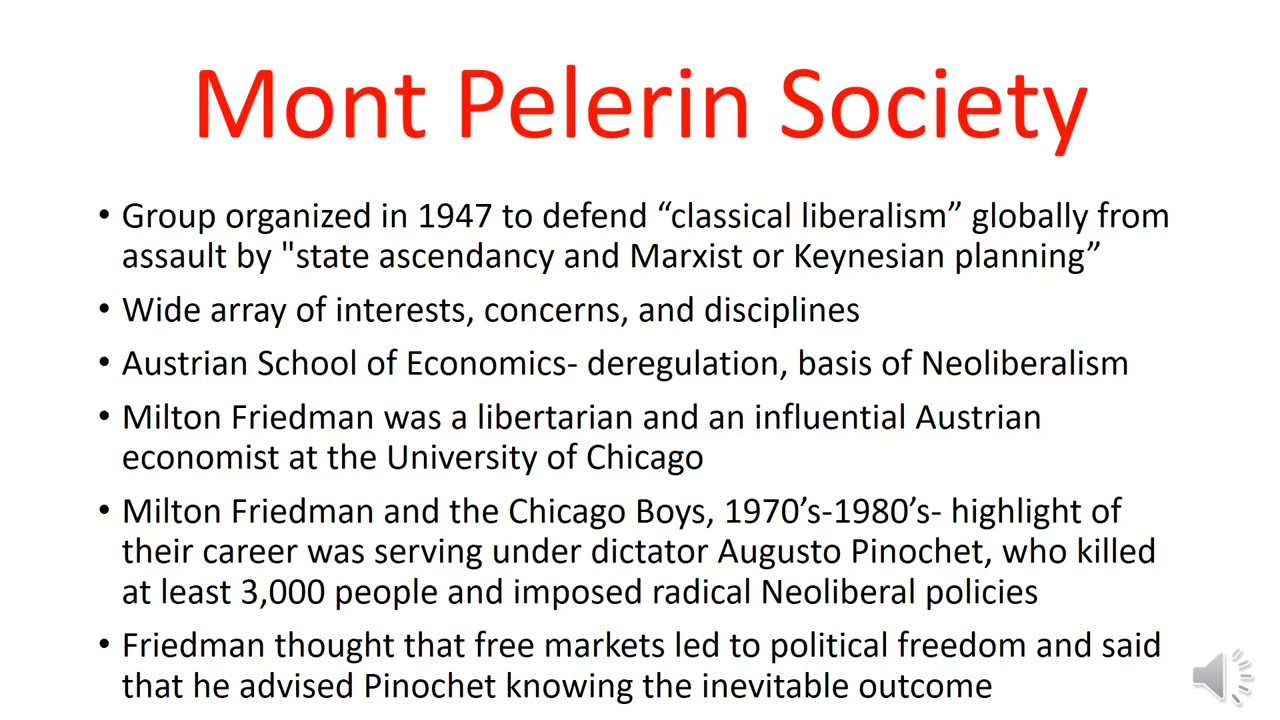 Mont Pelerin Society
• Group organized in 1947 to defend “classical liberalism” globally from
assault by "state ascendancy and Marxist or Keynesian planning”
• Wide array of interests, concerns, and disciplines
• Austrian School of Economics- deregulation, basis of Neoliberalism
• Milton Friedman was a libertarian and an influential Austrian
economist at the University of Chicago
• Milton Friedman and the Chicago Boys, 1970’s-1980’s- highlight of
their career was serving under dictator Augusto Pinochet, who killed
at least 3,000 people and imposed radical Neoliberal policies
• Friedman thought that free markets led to political freedom and said
that he advised Pinochet knowing the inevitable outcome